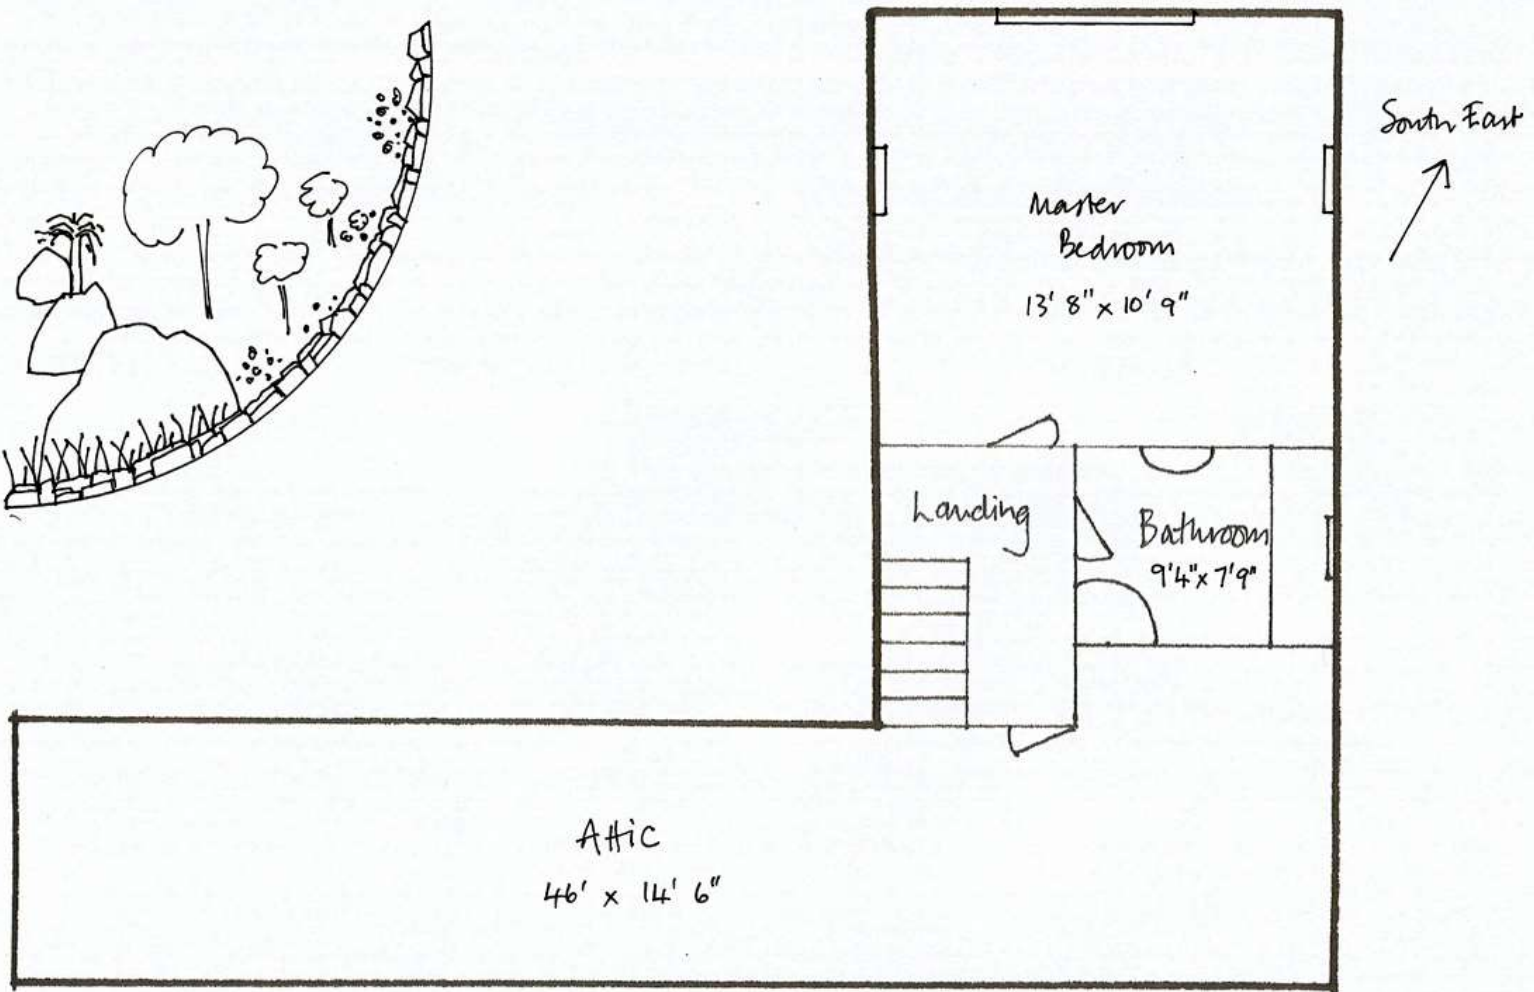 South East
Master
Bedroom
13' 8" x 10' 9"
Landing
Bathroom
9'4" x 7'9"
Attic
46' x 14' 6"